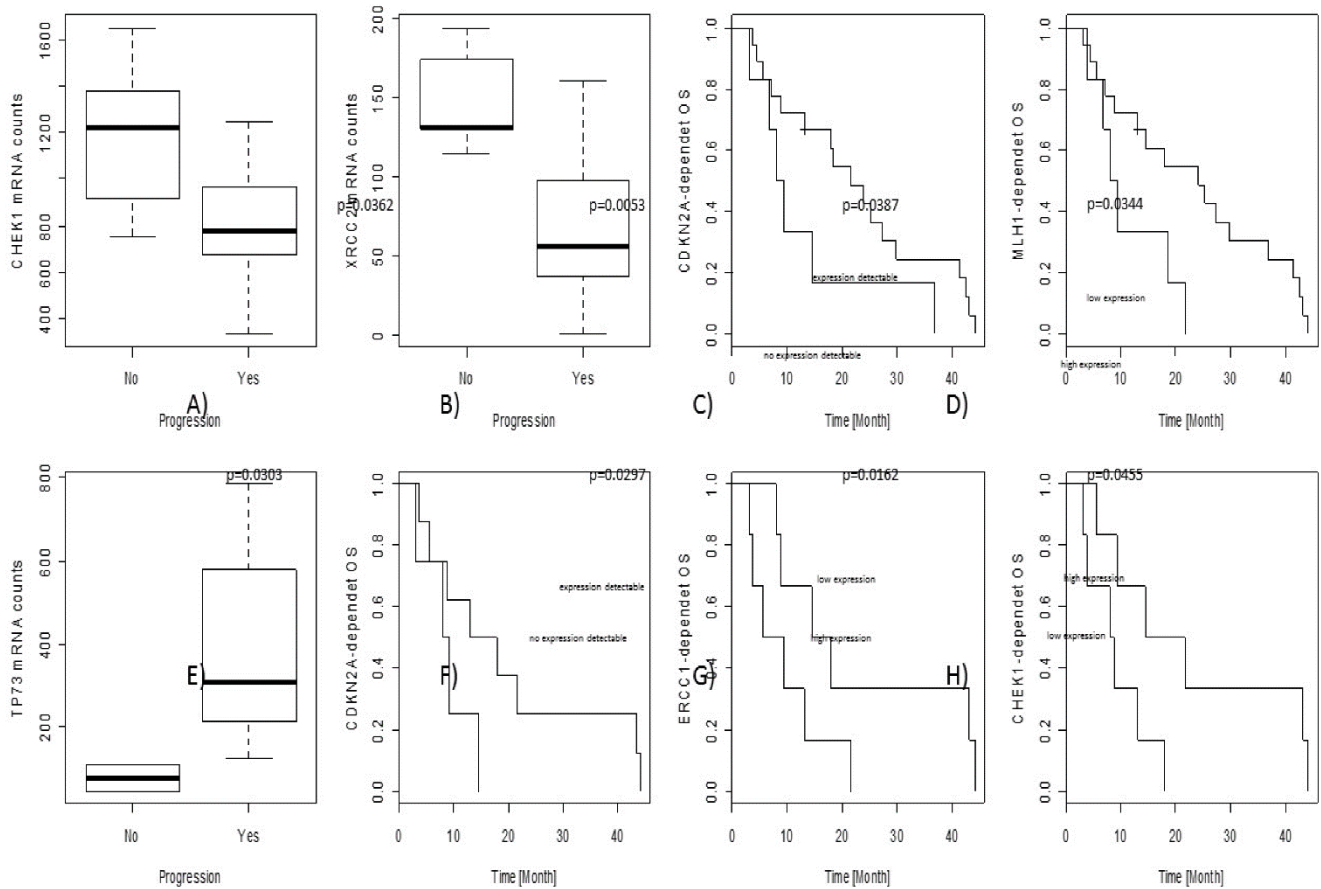 CHEK1 mRNA counts
1600
1200
800
600
400
No
Yes
Progression
A)
p=0.0362
XRCC2 mRNA counts
200
150
100
50
0
No
Yes
Progression
B)
p=0.0053
CDKN2A-dependet OS
1.0
0.8
0.6
0.4
0.2
0.0
p=0.0387
expression detectable
no expression detectable
0 10 20 30 40
Time [Month]
C)
MLH1-dependet OS
1.0
0.8
0.6
0.4
0.2
0.0
p=0.0344
low expression
high expression
0 10 20 30 40
Time [Month]
D)
TP73 mRNA counts
800
600
400
200
p=0.0303
No
Yes
Progression
E)
CDKN2A-dependet OS
1.0
0.8
0.6
0.4
0.2
0.0
p=0.0297
expression detectable
no expression detectable
0 10 20 30 40
Time [Month]
F)
ERCC1-dependet OS
1.0
0.8
0.6
0.4
0.2
0.0
p=0.0162
low expression
high expression
0 10 20 30 40
Time [Month]
G)
CHEK1-dependet OS
1.0
0.8
0.6
0.4
0.2
0.0
p=0.0455
high expression
low expression
0 10 20 30 40
Time [Month]
H)